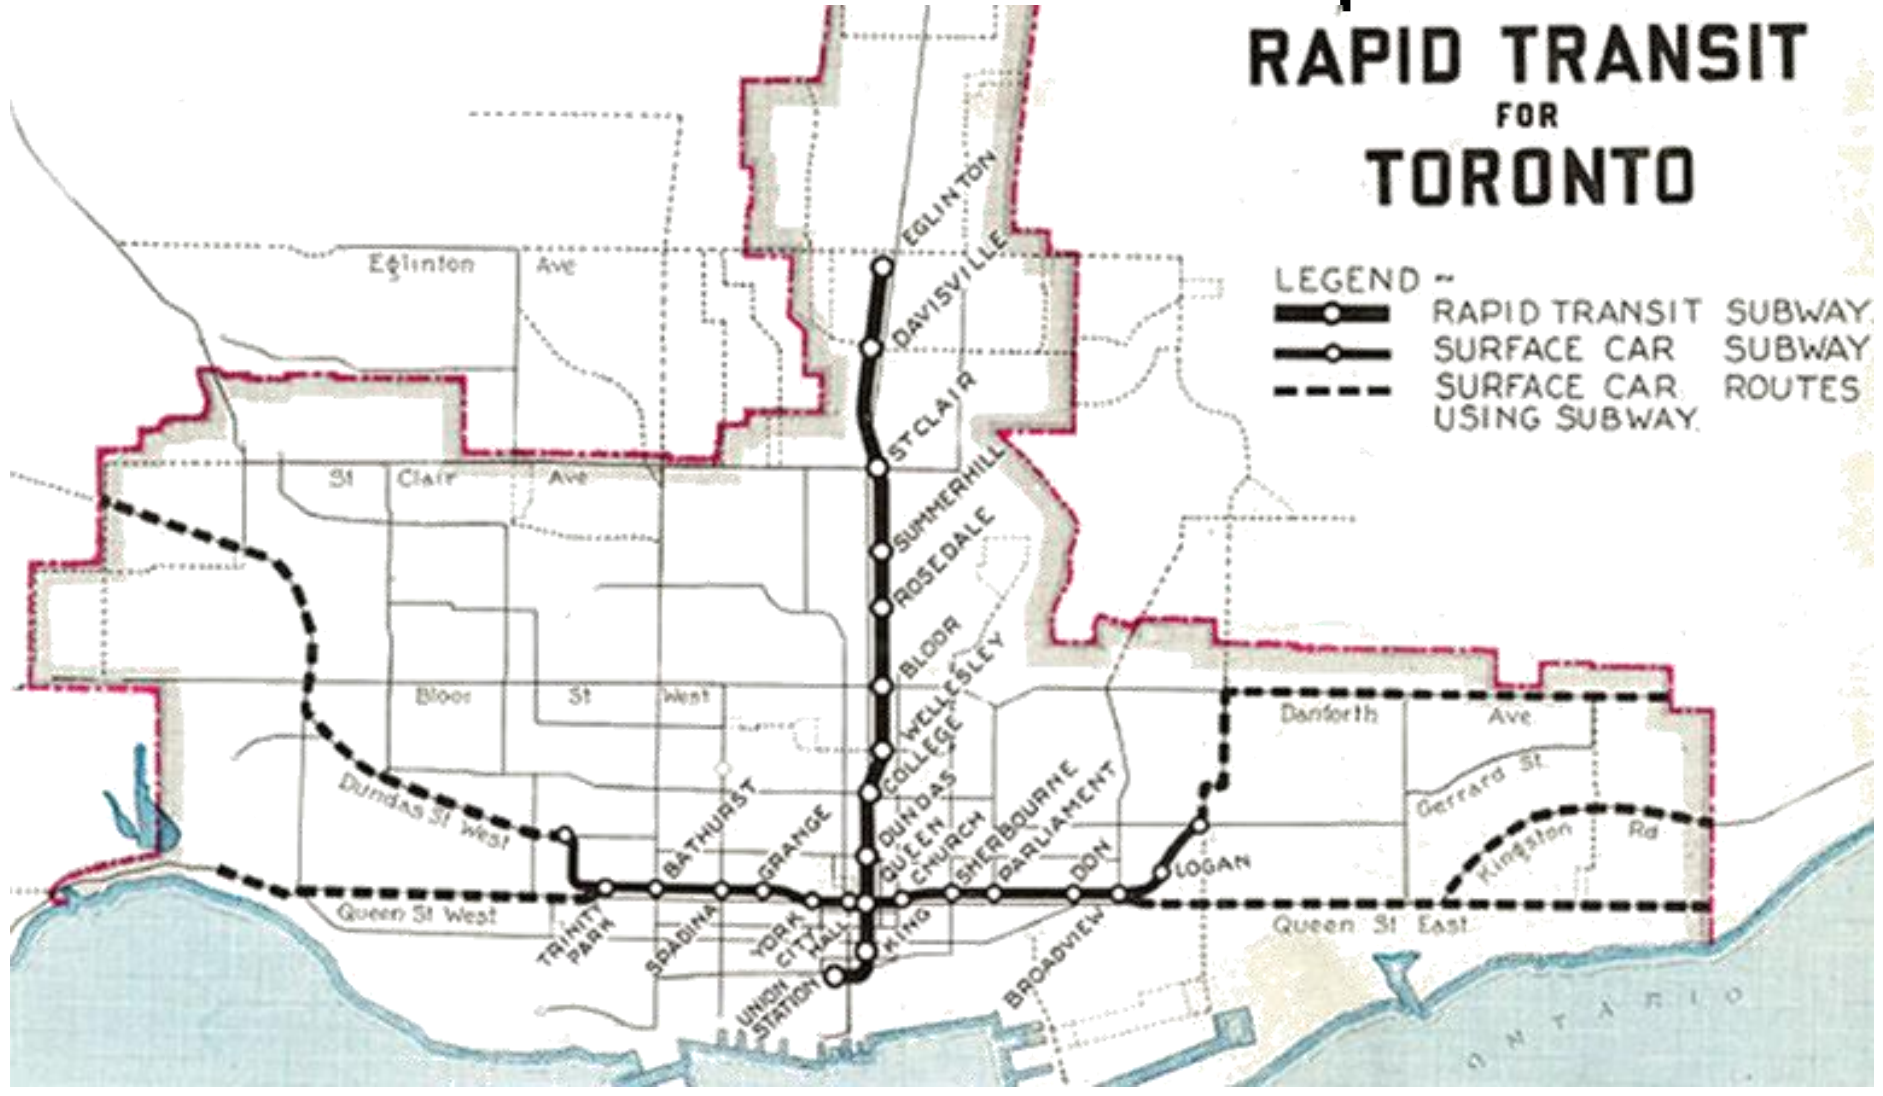 RAPID TRANSIT
FOR
TORONTO
LEGEND ~
RAPID TRANSIT SUBWAY.
SURFACE CAR SUBWAY
SURFACE CAR ROUTES
USING SUBWAY.
EGLINTON
DAVISVILLE
ST CLAIR
SUMMERHILL
ROSEDALE
BLOOR
WELLESLEY
COLLEGE
DUNDAS
QUEEN
CHURCH
SHERBOURNE
PARLIAMENT
DON
LOGAN
BATHURST
GRANGE
TRINITY
PARK
SPADINA
YORK
CITY
HALL
KING
UNION
STATION
BROADVIEW
Eglinton Ave
St Clair Ave
Bloor St West
Dundas St West
Queen St West
Danforth Ave
Gerrard St
Kingston Rd
Queen St East
ONTARIO